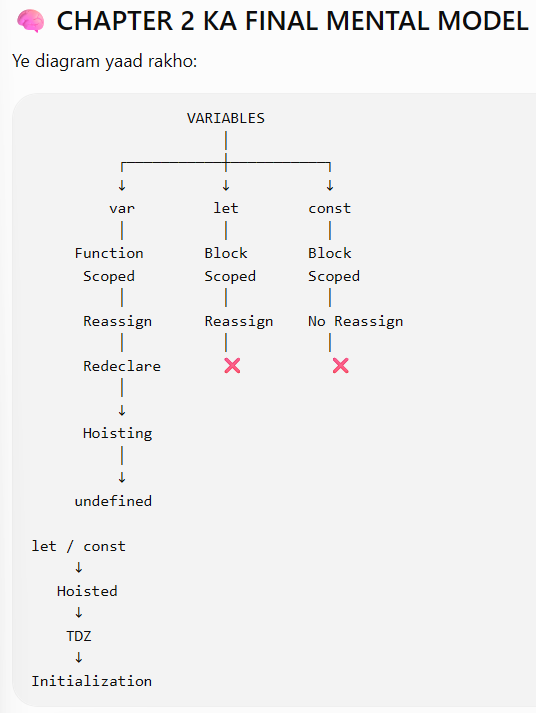 🧠 CHAPTER 2 KA FINAL MENTAL MODEL
Ye diagram yaad rakho:
VARIABLES
var let const
Function Block Block
Scoped Scoped Scoped
Reassign Reassign No Reassign
Redeclare ❌ ❌
↓
Hoisting
↓
undefined
let / const
↓
Hoisted
↓
TDZ
↓
Initialization